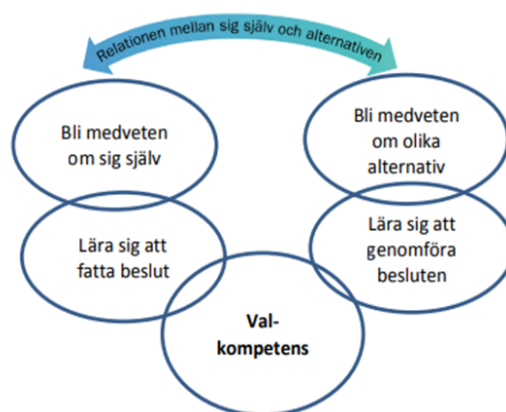 Relationen mellan sig själv och alternativen
Bli medveten
om sig själv
Bli medveten
om olika
alternativ
Lära sig att
fatta beslut
Lära sig att
genomföra
besluten
Val-
kompetens